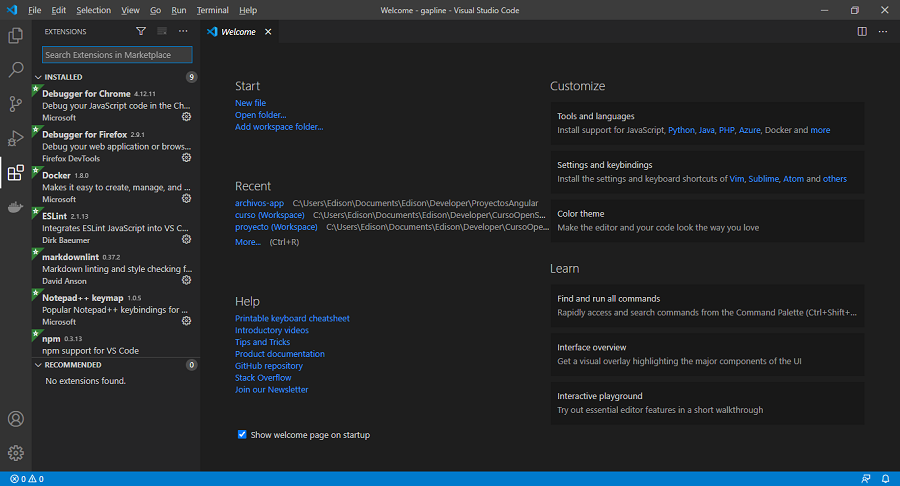 File Edit Selection View Go Run Terminal Help
Welcome - gapline - Visual Studio Code
EXTENSIONS
Search Extensions in Marketplace
INSTALLED 9
Debugger for Chrome 4.12.11
Debug your JavaScript code in the Ch...
Microsoft
Debugger for Firefox 2.9.1
Debug your web application or brows...
Firefox DevTools
Docker 1.8.0
Makes it easy to create, manage, and ...
Microsoft
ESLint 2.1.13
Integrates ESLint JavaScript into VS C...
Dirk Baeumer
markdownlint 0.37.2
Markdown linting and style checking f...
David Anson
Notepad++ keymap 1.0.5
Popular Notepad++ keybindings for ...
Microsoft
npm 0.3.13
npm support for VS Code
RECOMMENDED 0
No extensions found.
Welcome
Start
New file
Open folder...
Add workspace folder...
Recent
archivos-app C:\Users\Edison\Documents\Edison\Developer\ProyectosAngular
curso (Workspace) C:\Users\Edison\Documents\Edison\Developer\CursoOpenS...
proyecto (Workspace) C:\Users\Edison\Documents\Edison\Developer\CursoOpe...
More... (Ctrl+R)
Help
Printable keyboard cheatsheet
Introductory videos
Tips and Tricks
Product documentation
GitHub repository
Stack Overflow
Join our Newsletter
Show welcome page on startup
Customize
Tools and languages
Install support for JavaScript, Python, Java, PHP, Azure, Docker and more
Settings and keybindings
Install the settings and keyboard shortcuts of Vim, Sublime, Atom and others
Color theme
Make the editor and your code look the way you love
Learn
Find and run all commands
Rapidly access and search commands from the Command Palette (Ctrl+Shift+...
Interface overview
Get a visual overlay highlighting the major components of the UI
Interactive playground
Try out essential editor features in a short walkthrough
0 0